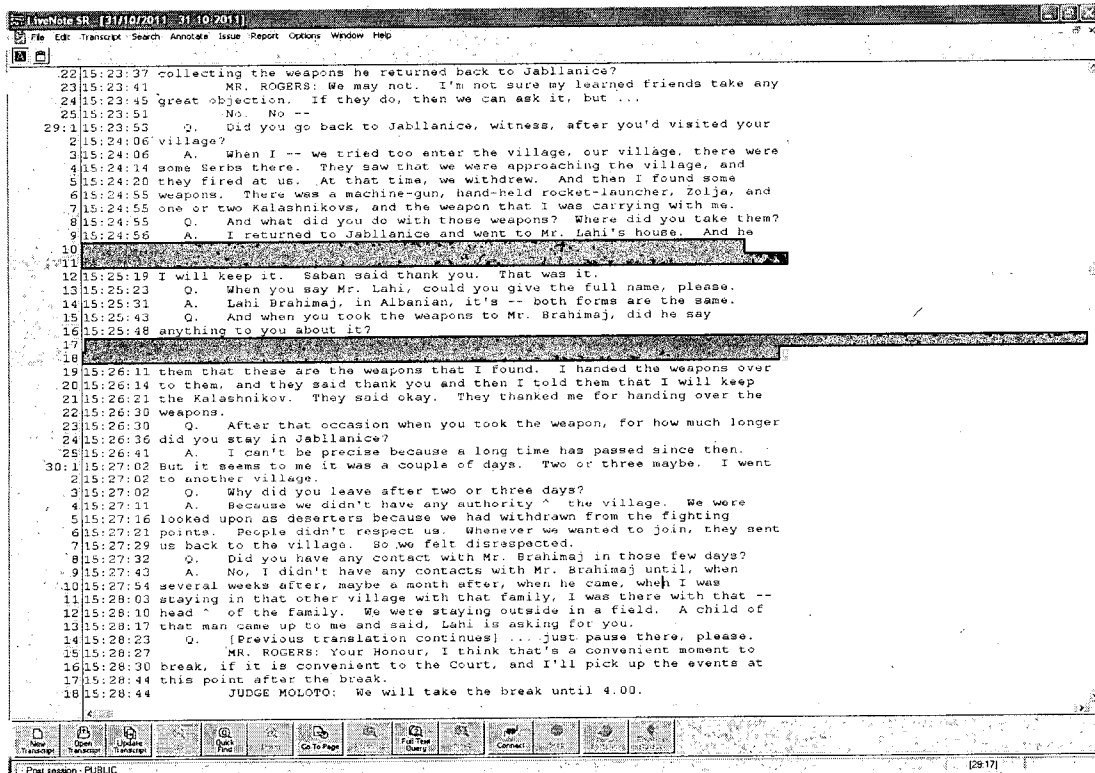 LiveNote SR - [31/10/2011 31 10 2011]
File Edit Transcript Search Annotate Issue Report Options Window Help
22 15:23:37 collecting the weapons he returned back to Jabllanice?
23 15:23:41 MR. ROGERS: We may not. I'm not sure my learned friends take any
24 15:23:45 great objection. If they do, then we can ask it, but ...
25 15:23:51 No. No --
29:1 15:23:53 Q. Did you go back to Jabllanice, witness, after you'd visited your
2 15:24:06 village?
3 15:24:06 A. When I -- we tried too enter the village, our village, there were
4 15:24:14 some Serbs there. They saw that we were approaching the village, and
5 15:24:20 they fired at us. At that time, we withdrew. And then I found some
6 15:24:55 weapons. There was a machine-gun, hand-held rocket-launcher, Zolja, and
7 15:24:55 one or two Kalashnikovs, and the weapon that I was carrying with me.
8 15:24:55 Q. And what did you do with those weapons? Where did you take them?
9 15:24:56 A. I returned to Jabllanice and went to Mr. Lahi's house. And he
10
11
12 15:25:19 I will keep it. Saban said thank you. That was it.
13 15:25:23 Q. When you say Mr. Lahi, could you give the full name, please.
14 15:25:31 A. Lahi Brahimaj, in Albanian, it's -- both forms are the same.
15 15:25:43 Q. And when you took the weapons to Mr. Brahimaj, did he say
16 15:25:48 anything to you about it?
17
18
19 15:26:11 them that these are the weapons that I found. I handed the weapons over
20 15:26:14 to them, and they said thank you and then I told them that I will keep
21 15:26:21 the Kalashnikov. They said okay. They thanked me for handing over the
22 15:26:30 weapons.
23 15:26:30 Q. After that occasion when you took the weapon, for how much longer
24 15:26:36 did you stay in Jabllanice?
25 15:26:41 A. I can't be precise because a long time has passed since then.
30:1 15:27:02 But it seems to me it was a couple of days. Two or three maybe. I went
2 15:27:02 to another village.
3 15:27:02 Q. Why did you leave after two or three days?
4 15:27:11 A. Because we didn't have any authority ^ the village. We were
5 15:27:16 looked upon as deserters because we had withdrawn from the fighting
6 15:27:21 points. People didn't respect us. Whenever we wanted to join, they sent
7 15:27:29 us back to the village. So we felt disrespected.
8 15:27:32 Q. Did you have any contact with Mr. Brahimaj in those few days?
9 15:27:43 A. No, I didn't have any contacts with Mr. Brahimaj until, when
10 15:27:54 several weeks after, maybe a month after, when he came, when I was
11 15:28:03 staying in that other village with that family, I was there with that --
12 15:28:10 head ^ of the family. We were staying outside in a field. A child of
13 15:28:17 that man came up to me and said, Lahi is asking for you.
14 15:28:23 Q. [Previous translation continues] ... just pause there, please.
15 15:28:27 MR. ROGERS: Your Honour, I think that's a convenient moment to
16 15:28:30 break, if it is convenient to the Court, and I'll pick up the events at
17 15:28:44 this point after the break.
18 15:28:44 JUDGE MOLOTO: We will take the break until 4.00.
New Transcript Open Transcript Update Transcript Quick Find Go To Page Full Text Query Connect
Post session - PUBLIC [29:17]